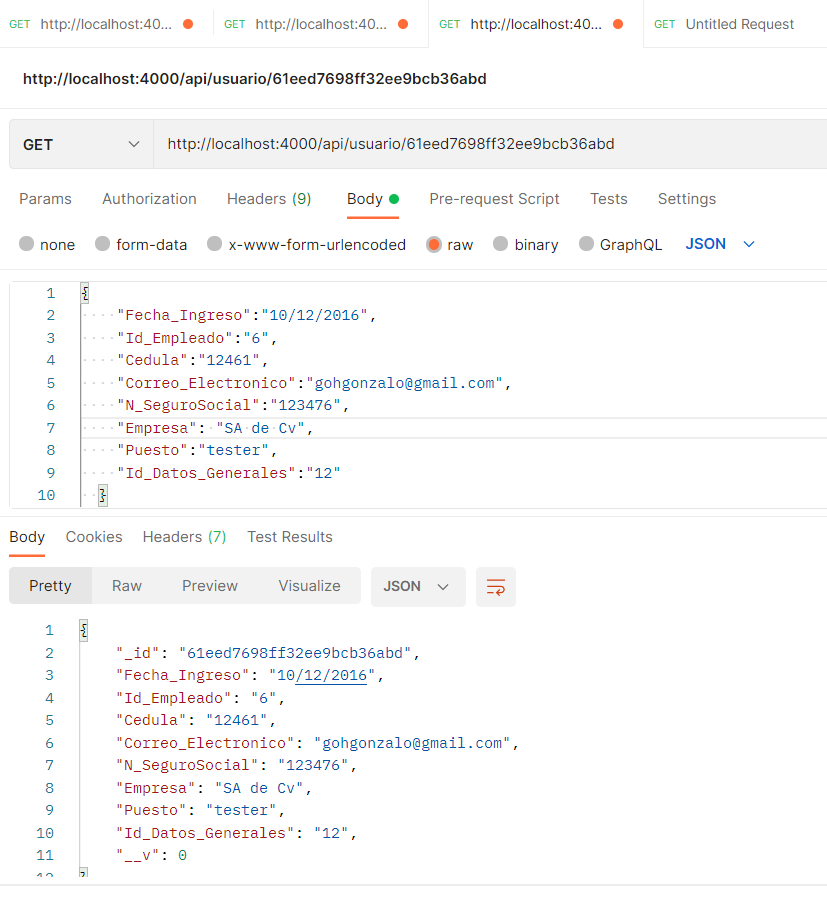 GET http://localhost:40... GET http://localhost:40... GET http://localhost:40... GET Untitled Request
http://localhost:4000/api/usuario/61eed7698ff32ee9bcb36abd
GET http://localhost:4000/api/usuario/61eed7698ff32ee9bcb36abd
Params Authorization Headers (9) Body Pre-request Script Tests Settings
none form-data x-www-form-urlencoded raw binary GraphQL JSON
1 {
2 "Fecha_Ingreso":"10/12/2016",
3 "Id_Empleado":"6",
4 "Cedula":"12461",
5 "Correo_Electronico":"gohgonzalo@gmail.com",
6 "N_SeguroSocial":"123476",
7 "Empresa": "SA de Cv",
8 "Puesto":"tester",
9 "Id_Datos_Generales":"12"
10 }
Body Cookies Headers (7) Test Results
Pretty Raw Preview Visualize JSON
1 {
2 "_id": "61eed7698ff32ee9bcb36abd",
3 "Fecha_Ingreso": "10/12/2016",
4 "Id_Empleado": "6",
5 "Cedula": "12461",
6 "Correo_Electronico": "gohgonzalo@gmail.com",
7 "N_SeguroSocial": "123476",
8 "Empresa": "SA de Cv",
9 "Puesto": "tester",
10 "Id_Datos_Generales": "12",
11 "__v": 0
12 }